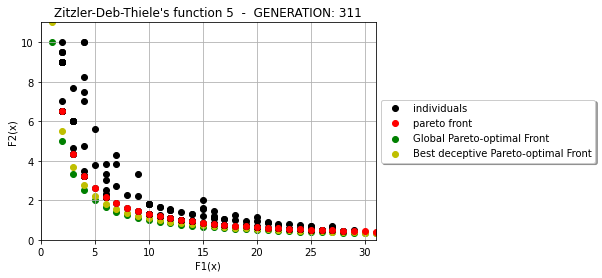 Zitzler-Deb-Thiele's function 5  -  GENERATION: 311
F2(x)
10
8
6
4
2
0
0 5 10 15 20 25 30
F1(x)
individuals
pareto front
Global Pareto-optimal Front
Best deceptive Pareto-optimal Front